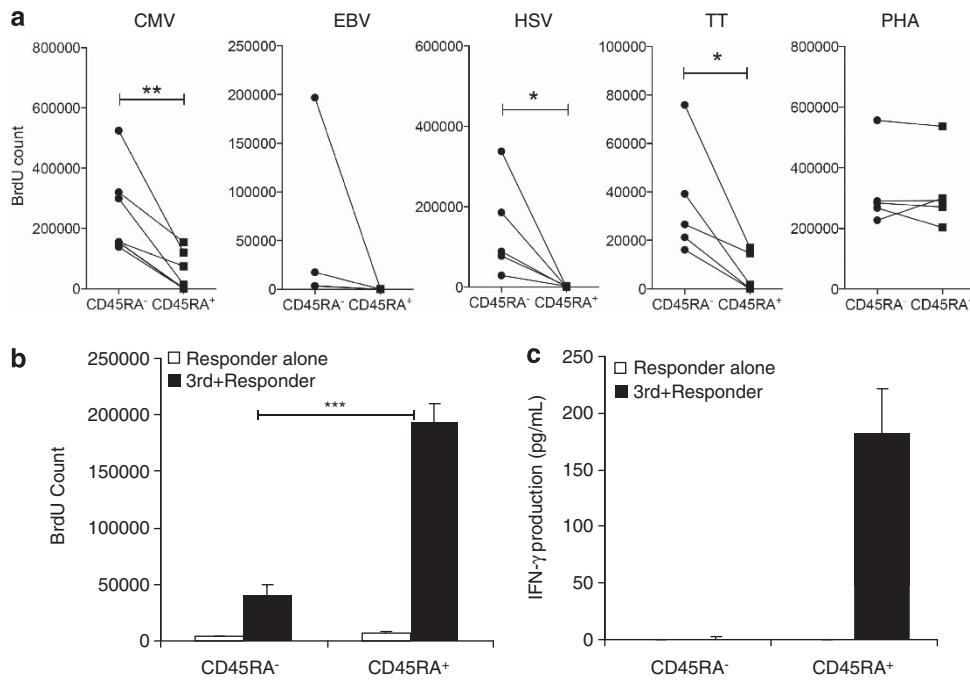 a
CMV
EBV
HSV
TT
PHA
BrdU count
800000
600000
400000
200000
0
**
CD45RA- CD45RA+
250000
200000
150000
100000
50000
0
CD45RA- CD45RA+
600000
400000
200000
0
*
CD45RA- CD45RA+
100000
80000
60000
40000
20000
0
*
CD45RA- CD45RA+
800000
600000
400000
200000
0
CD45RA- CD45RA+
b
Responder alone
3rd+Responder
***
BrdU Count
250000
200000
150000
100000
50000
0
CD45RA- CD45RA+
c
Responder alone
3rd+Responder
IFN-γ production (pg/mL)
250
200
150
100
50
0
CD45RA- CD45RA+